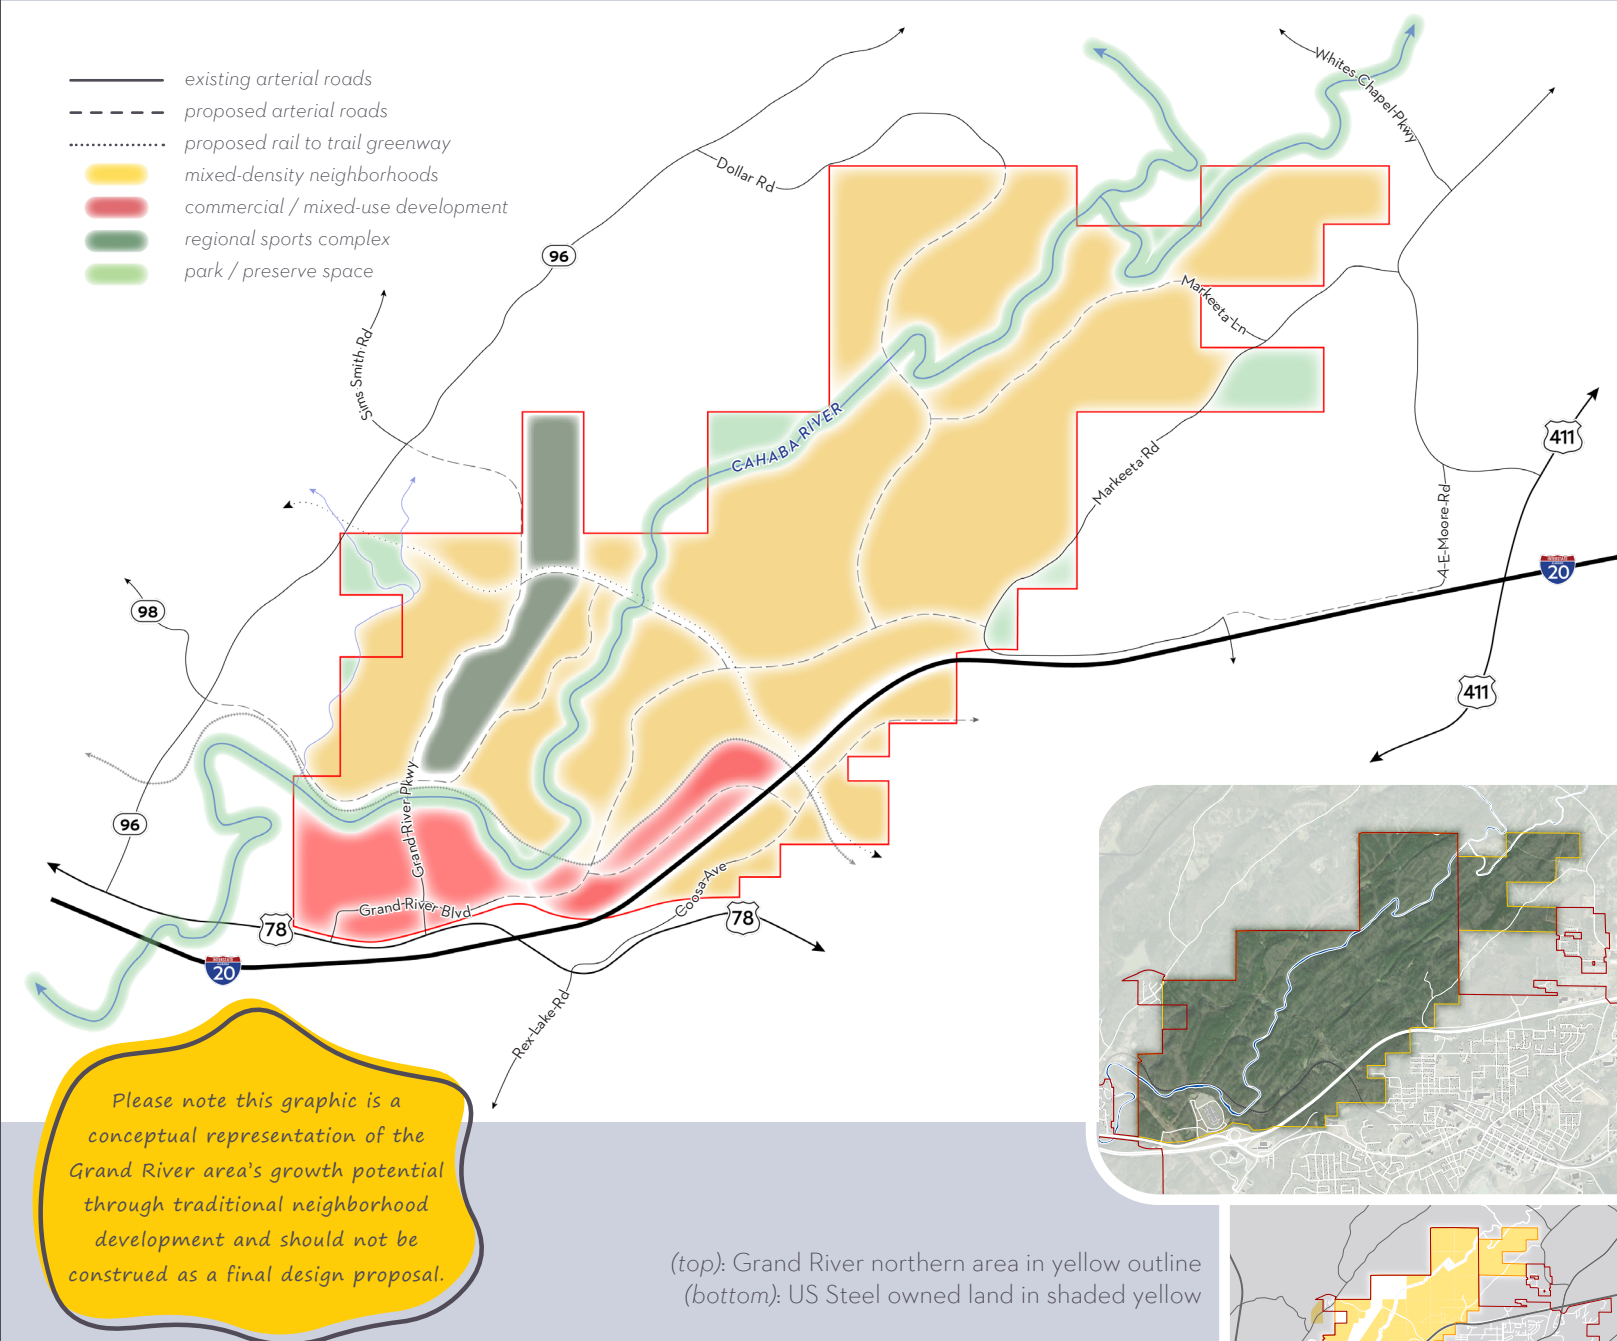 existing arterial roads
proposed arterial roads
proposed rail to trail greenway
mixed-density neighborhoods
commercial / mixed-use development
regional sports complex
park / preserve space
Whites Chapel Pkwy
Dollar Rd
96
Sims Smith Rd
Markeeta Ln
CAHABA RIVER
Markeeta Rd
411
A-E-Moore-Rd
20
98
411
96
Grand River Pkwy
Grand River Blvd
Coosa Ave
78
78
20
Rex-Lake-Rd
Please note this graphic is a
conceptual representation of the
Grand River area's growth potential
through traditional neighborhood
development and should not be
construed as a final design proposal.
(top): Grand River northern area in yellow outline
(bottom): US Steel owned land in shaded yellow